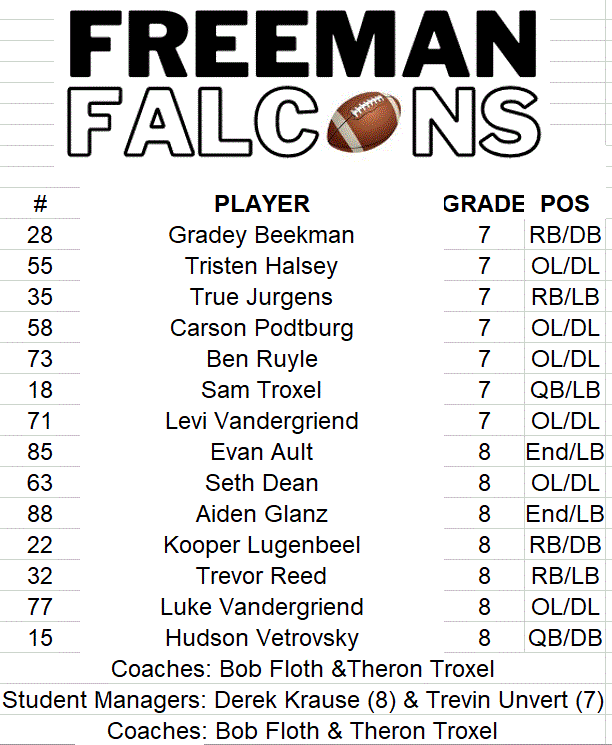 FREEMAN
FALCONS
# PLAYER GRADE POS
28 Gradey Beekman 7 RB/DB
55 Tristen Halsey 7 OL/DL
35 True Jurgens 7 RB/LB
58 Carson Podtburg 7 OL/DL
73 Ben Ruyle 7 OL/DL
18 Sam Troxel 7 QB/LB
71 Levi Vandergriend 7 OL/DL
85 Evan Ault 8 End/LB
63 Seth Dean 8 OL/DL
88 Aiden Glanz 8 End/LB
22 Kooper Lugenbeel 8 RB/DB
32 Trevor Reed 8 RB/LB
77 Luke Vandergriend 8 OL/DL
15 Hudson Vetrovsky 8 QB/DB
Coaches: Bob Floth &Theron Troxel
Student Managers: Derek Krause (8) & Trevin Unvert (7)
Coaches: Bob Floth & Theron Troxel